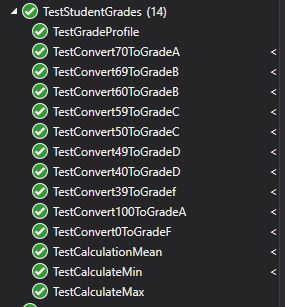 TestStudentGrades (14)
TestGradeProfile
TestConvert70ToGradeA <
TestConvert69ToGradeB <
TestConvert60ToGradeB <
TestConvert59ToGradeC <
TestConvert50ToGradeC <
TestConvert49ToGradeD <
TestConvert40ToGradeD <
TestConvert39ToGradef <
TestConvert100ToGradeA <
TestConvert0ToGradeF <
TestCalculationMean <
TestCalculateMin <
TestCalculateMax